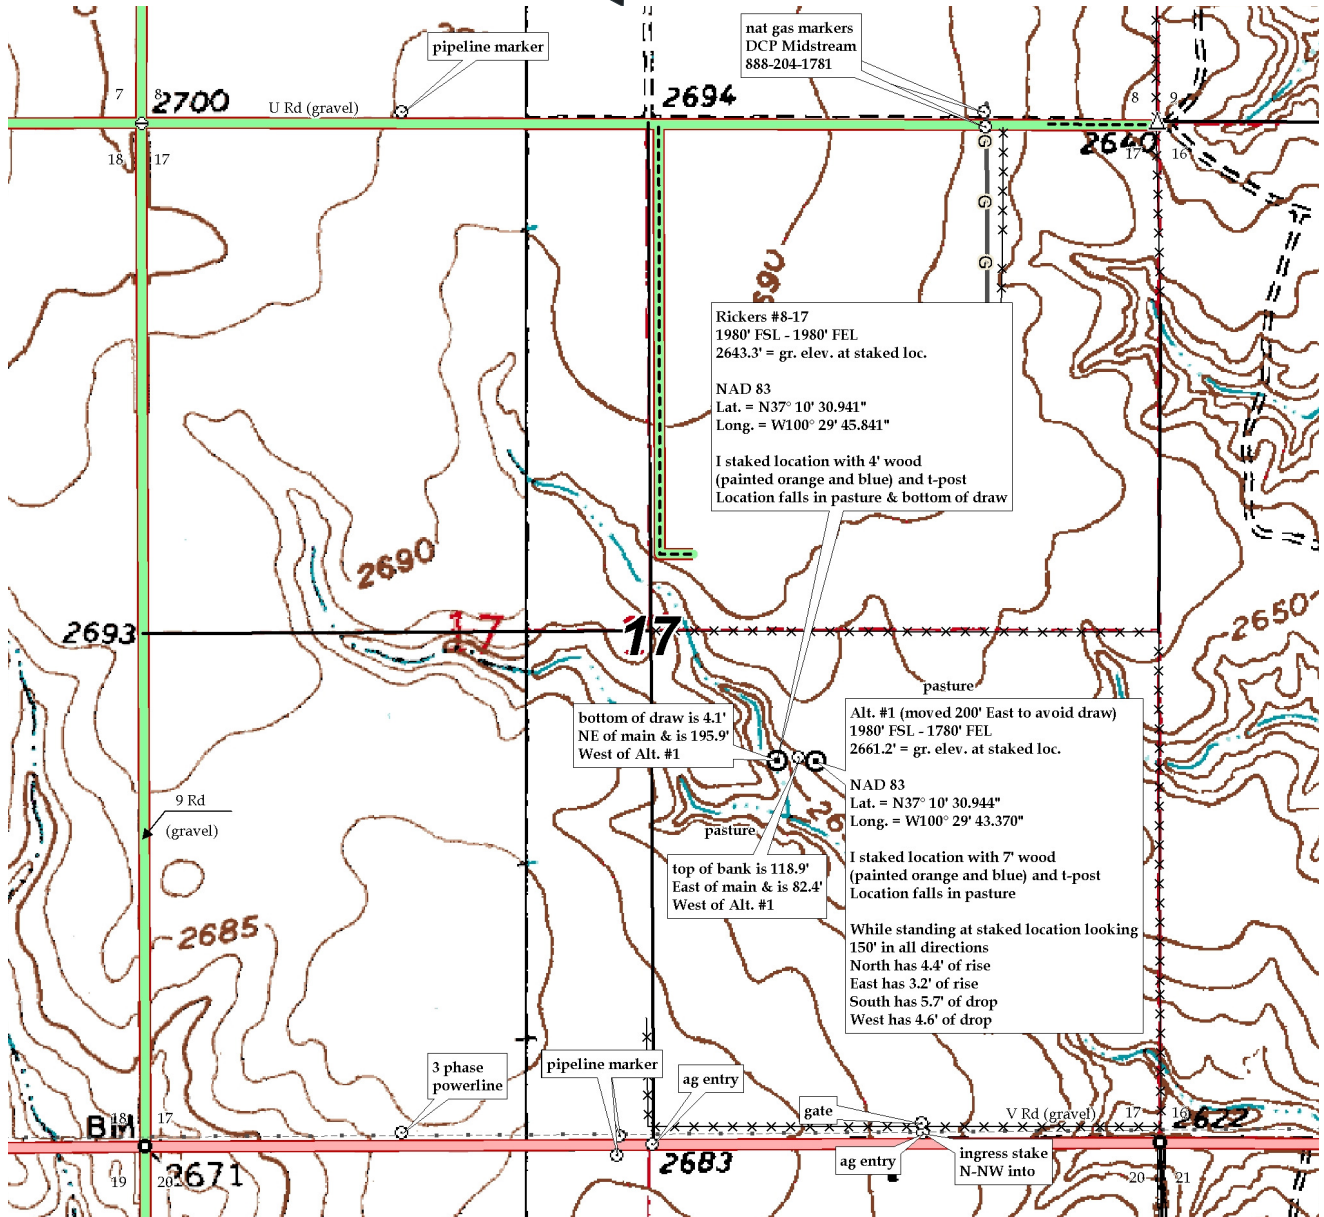 nat gas markers
DCP Midstream
888-204-1781
pipeline marker
7 8
2700
U Rd (gravel)
2694
8 9
2640
18 17
17 16
G
G
G
690
Rickers #8-17
1980' FSL - 1980' FEL
2643.3' = gr. elev. at staked loc.
NAD 83
Lat. = N37° 10' 30.941"
Long. = W100° 29' 45.841"
I staked location with 4' wood
(painted orange and blue) and t-post
Location falls in pasture & bottom of draw
2690
2650
2693
17
17
pasture
bottom of draw is 4.1'
NE of main & is 195.9'
West of Alt. #1
Alt. #1 (moved 200' East to avoid draw)
1980' FSL - 1780' FEL
2661.2' = gr. elev. at staked loc.
NAD 83
Lat. = N37° 10' 30.944"
Long. = W100° 29' 43.370"
I staked location with 7' wood
(painted orange and blue) and t-post
Location falls in pasture
While standing at staked location looking
150' in all directions
North has 4.4' of rise
East has 3.2' of rise
South has 5.7' of drop
West has 4.6' of drop
9 Rd
(gravel)
pasture
26
top of bank is 118.9'
East of main & is 82.4'
West of Alt. #1
2685
3 phase
powerline
pipeline marker
ag entry
gate
V Rd (gravel)
18 17
17 16
2622
ag entry
ingress stake
N-NW into
2671
2683
19 20
20 21